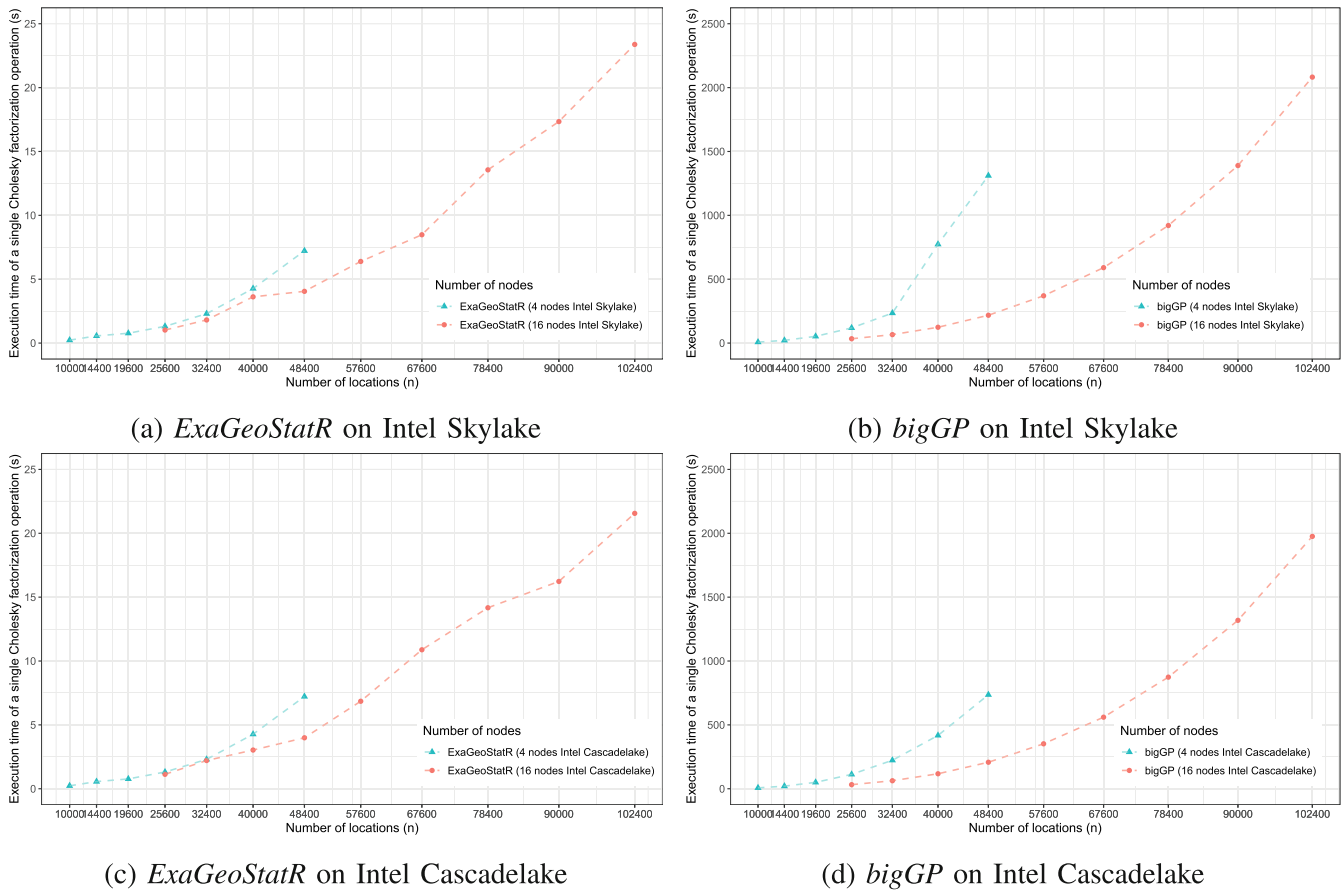 Execution time of a single Cholesky factorization operation (s)
25
20
15
10
5
0
Number of nodes
ExaGeoStatR (4 nodes Intel Skylake)
ExaGeoStatR (16 nodes Intel Skylake)
10000 14400 19600 25600 32400 40000 48400 57600 67600 78400 90000 102400
Number of locations (n)
(a) ExaGeoStatR on Intel Skylake
Execution time of a single Cholesky factorization operation (s)
2500
2000
1500
1000
500
0
Number of nodes
bigGP (4 nodes Intel Skylake)
bigGP (16 nodes Intel Skylake)
10000 14400 19600 25600 32400 40000 48400 57600 67600 78400 90000 102400
Number of locations (n)
(b) bigGP on Intel Skylake
Execution time of a single Cholesky factorization operation (s)
25
20
15
10
5
0
Number of nodes
ExaGeoStatR (4 nodes Intel Cascadelake)
ExaGeoStatR (16 nodes Intel Cascadelake)
10000 14400 19600 25600 32400 40000 48400 57600 67600 78400 90000 102400
Number of locations (n)
(c) ExaGeoStatR on Intel Cascadelake
Execution time of a single Cholesky factorization operation (s)
2500
2000
1500
1000
500
0
Number of nodes
bigGP (4 nodes Intel Cascadelake)
bigGP (16 nodes Intel Cascadelake)
10000 14400 19600 25600 32400 40000 48400 57600 67600 78400 90000 102400
Number of locations (n)
(d) bigGP on Intel Cascadelake